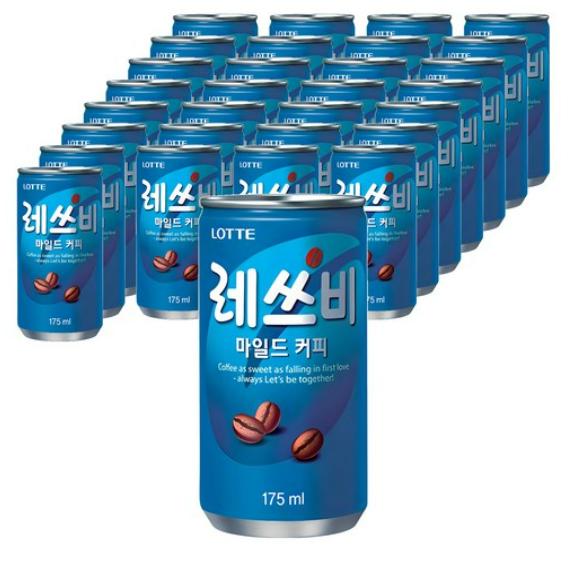 LOTTE
레쓰비
마일드 커피
Coffee as sweet as falling in first love
- always Let's be together!
175 ml